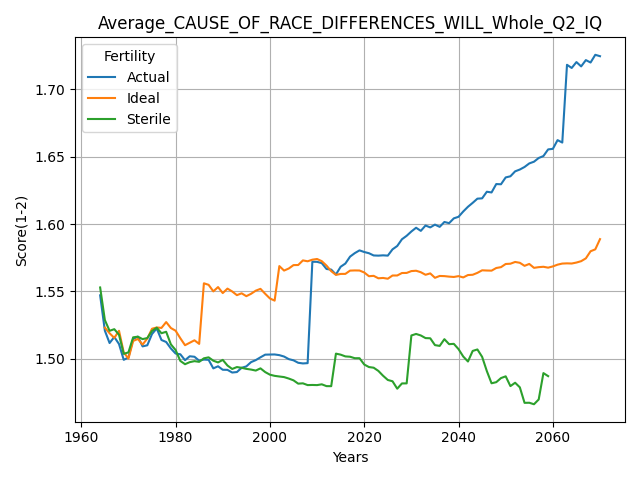 Average_CAUSE_OF_RACE_DIFFERENCES_WILL_Whole_Q2_IQ
Fertility
Actual
Ideal
Sterile
Score(1-2)
1.70
1.65
1.60
1.55
1.50
1960 1980 2000 2020 2040 2060
Years